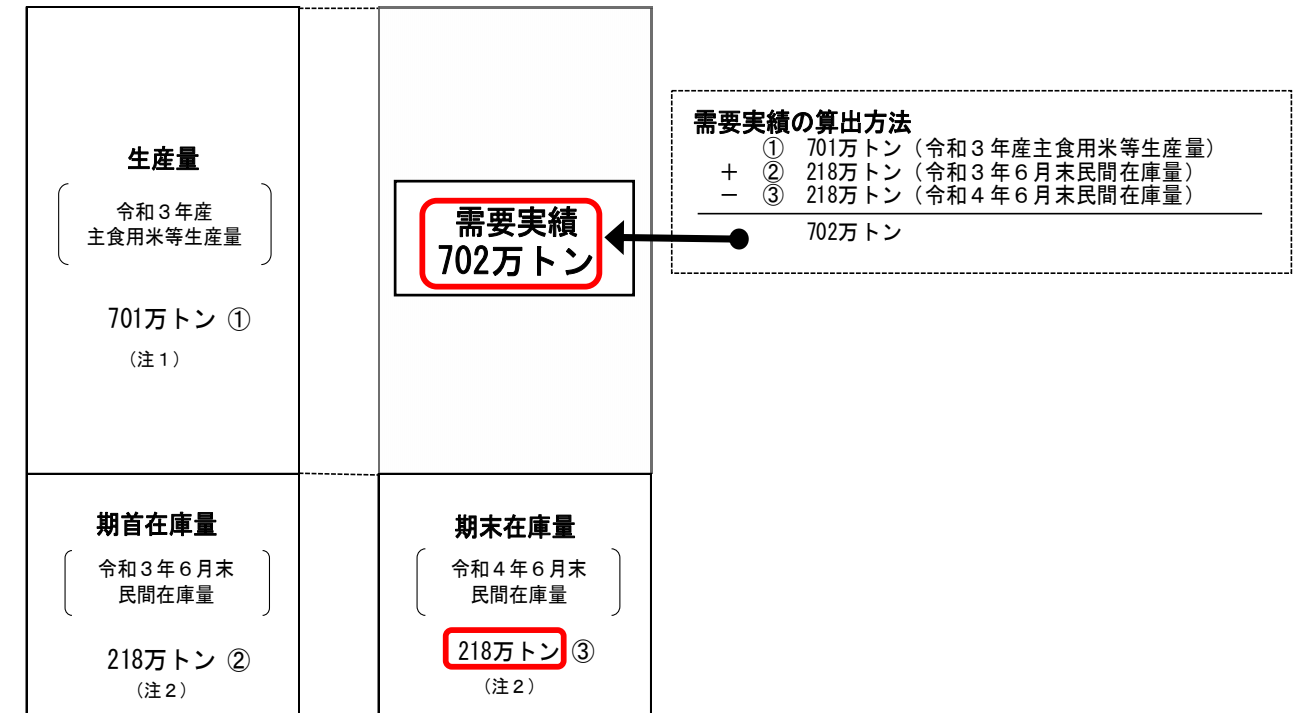 生産量
令和３年産
主食用米等生産量
701万トン ①
（注１）
需要実績
702万トン
需要実績の算出方法
① 701万トン（令和３年産主食用米等生産量）
＋ ② 218万トン（令和３年６月末民間在庫量）
－ ③ 218万トン（令和４年６月末民間在庫量）
702万トン
期首在庫量
令和３年６月末
民間在庫量
218万トン ②
（注２）
期末在庫量
令和４年６月末
民間在庫量
218万トン ③
（注２）